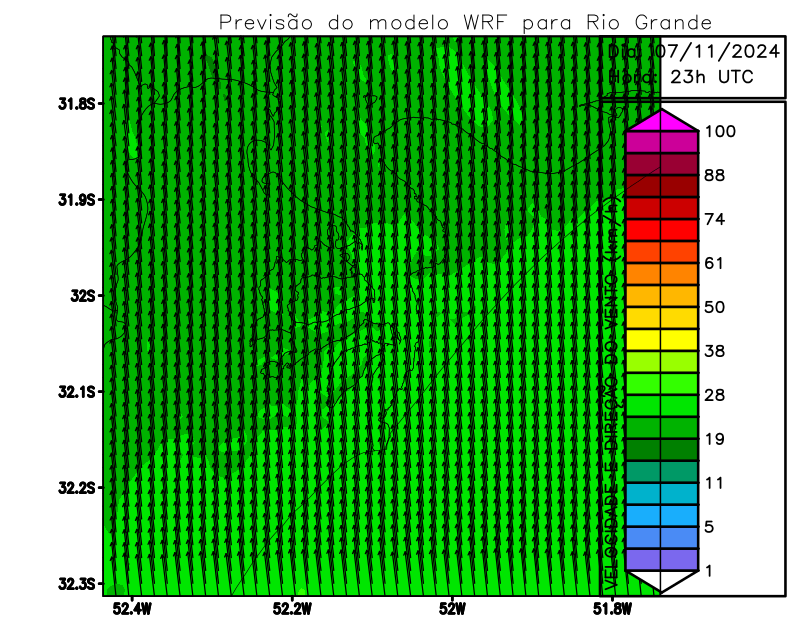 Previsão do modelo WRF para Rio Grande
Dia: 07/11/2024
Hora: 23h UTC
31.8S
31.9S
32S
32.1S
32.2S
32.3S
52.4W
52.2W
52W
51.8W
VELOCIDADE E DIREÇÃO DO VENTO (km/h)
100
88
74
61
50
38
28
19
11
5
1